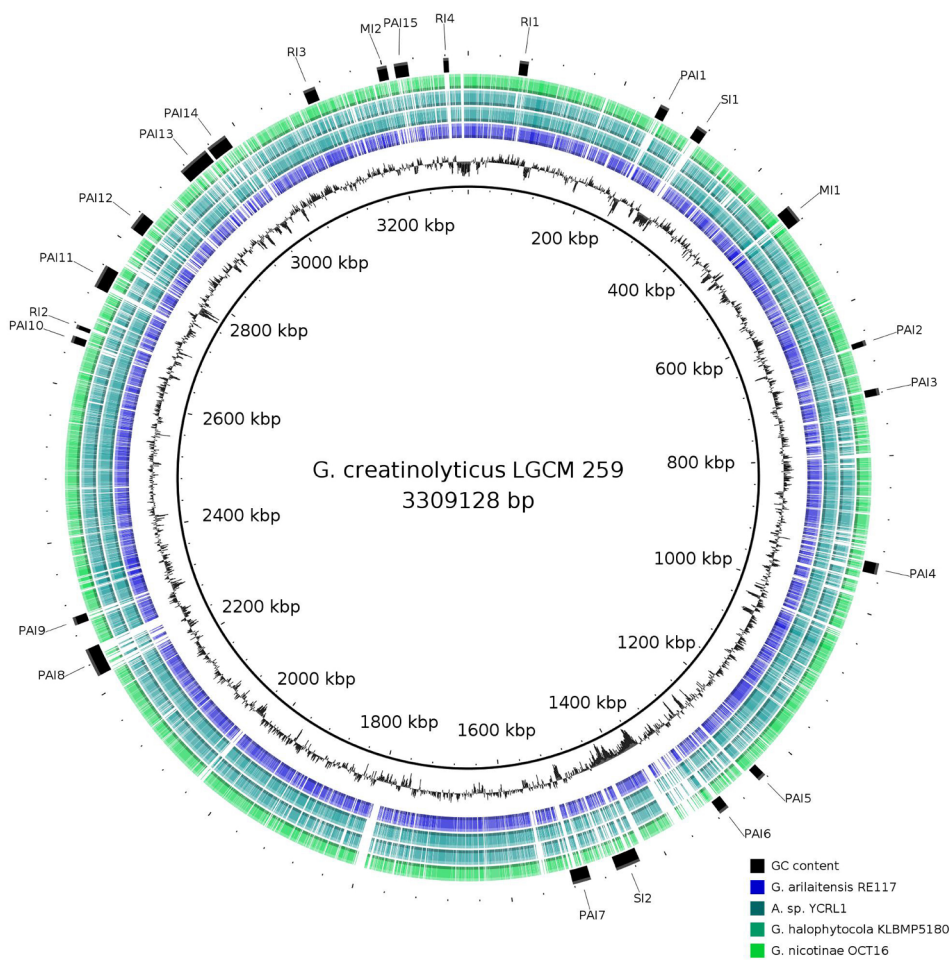 RI4
PAI15
RI1
MI2
RI3
PAI1
SI1
PAI14
PAI13
MI1
PAI12
PAI11
RI2
PAI10
PAI2
PAI3
PAI4
PAI5
PAI6
SI2
PAI7
PAI8
PAI9
200 kbp
400 kbp
600 kbp
800 kbp
1000 kbp
1200 kbp
1400 kbp
1600 kbp
1800 kbp
2000 kbp
2200 kbp
2400 kbp
2600 kbp
2800 kbp
3000 kbp
3200 kbp
G. creatinolyticus LGCM 259
3309128 bp
GC content
G. arilaitensis RE117
A. sp. YCRL1
G. halophytocola KLBMP5180
G. nicotinae OCT16